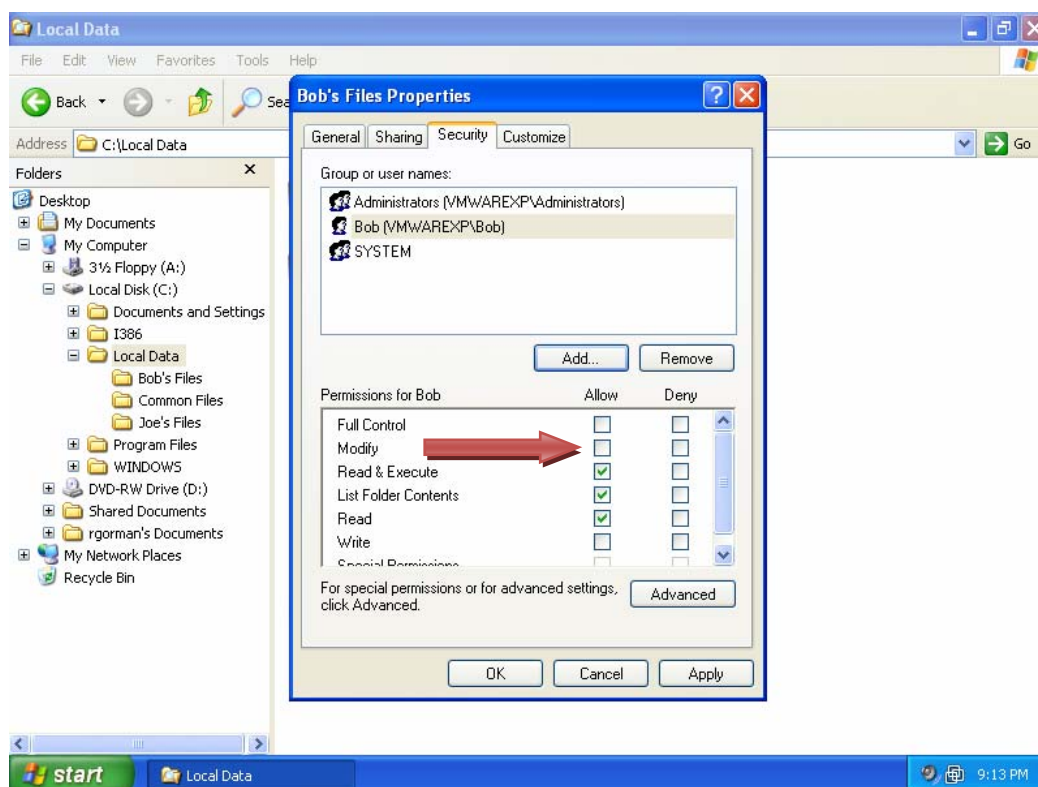 Local Data
File Edit View Favorites Tools Help
Back
Sea
Address C:\Local Data
Go
Folders
Desktop
My Documents
My Computer
3½ Floppy (A:)
Local Disk (C:)
Documents and Settings
I386
Local Data
Bob's Files
Common Files
Joe's Files
Program Files
WINDOWS
DVD-RW Drive (D:)
Shared Documents
rgorman's Documents
My Network Places
Recycle Bin
Bob's Files Properties
General Sharing Security Customize
Group or user names:
Administrators (VMWAREXP\Administrators)
Bob (VMWAREXP\Bob)
SYSTEM
Add... Remove
Permissions for Bob Allow Deny
Full Control
Modify
Read & Execute
List Folder Contents
Read
Write
Special Permissions
For special permissions or for advanced settings,
click Advanced.
Advanced
OK Cancel Apply
start Local Data 9:13 PM